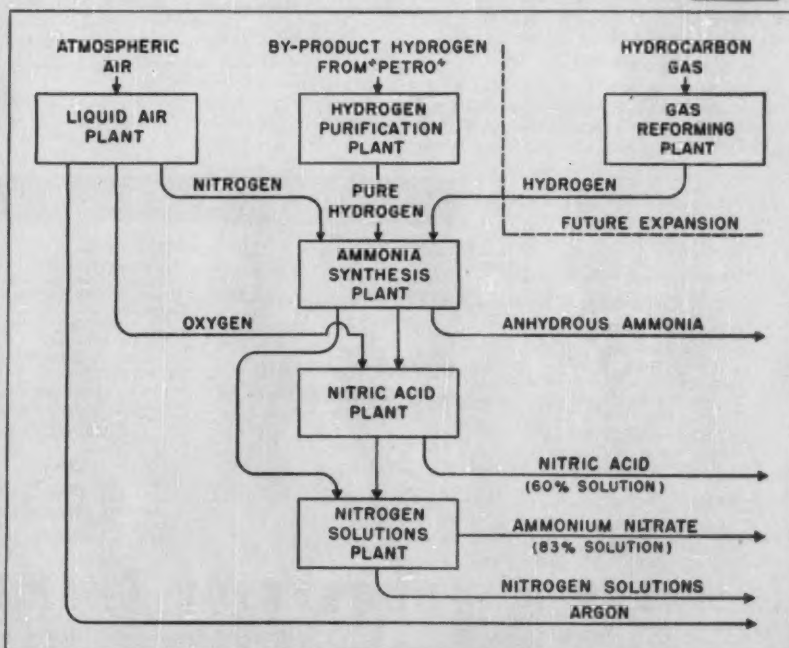 ATMOSPHERIC
AIR
BY-PRODUCT HYDROGEN
FROM "PETRO"
HYDROCARBON
GAS
LIQUID AIR
PLANT
HYDROGEN
PURIFICATION
PLANT
GAS
REFORMING
PLANT
NITROGEN
PURE
HYDROGEN
HYDROGEN
FUTURE EXPANSION
AMMONIA
SYNTHESIS
PLANT
OXYGEN
ANHYDROUS AMMONIA
NITRIC ACID
PLANT
NITRIC ACID
(60% SOLUTION)
NITROGEN
SOLUTIONS
PLANT
AMMONIUM NITRATE
(83% SOLUTION)
NITROGEN SOLUTIONS
ARGON